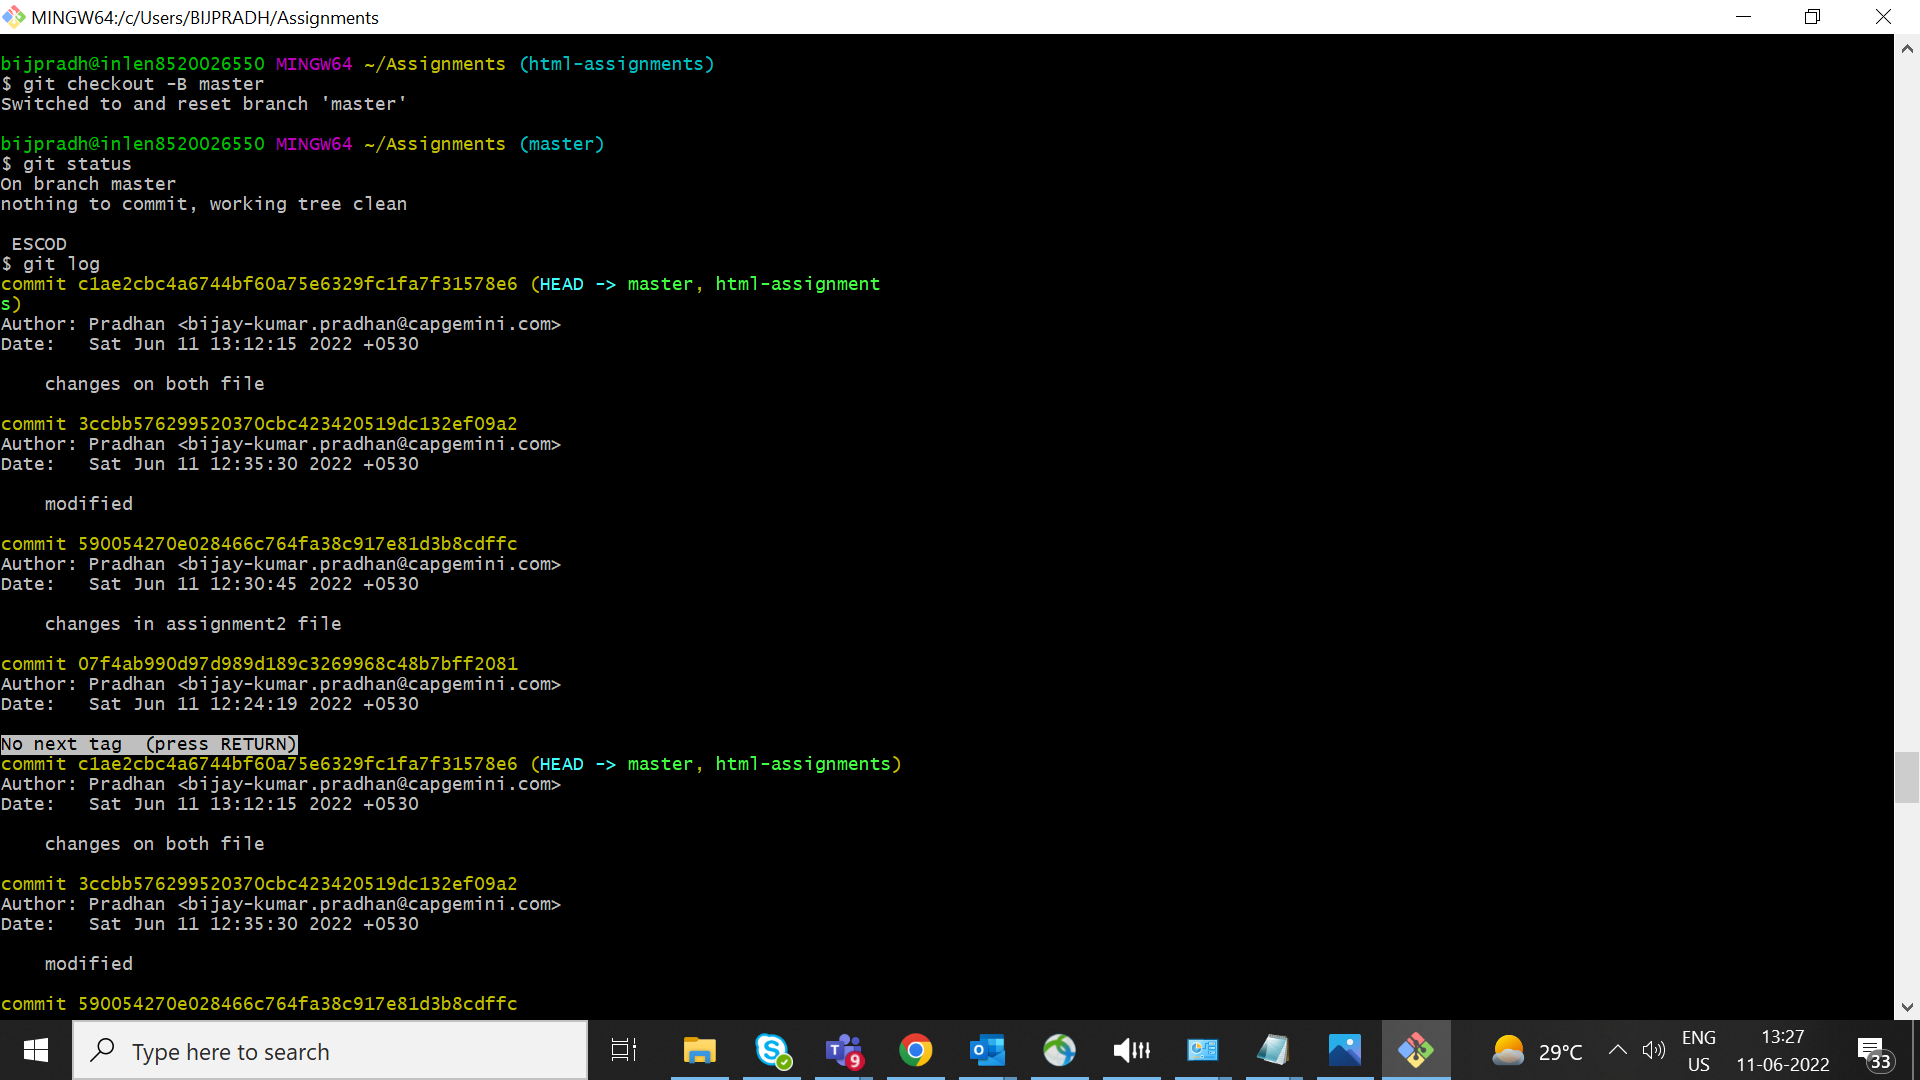 MINGW64:/c/Users/BIJPRADH/Assignments
bijpradh@inlen8520026550 MINGW64 ~/Assignments (html-assignments)
$ git checkout -B master
Switched to and reset branch 'master'
bijpradh@inlen8520026550 MINGW64 ~/Assignments (master)
$ git status
On branch master
nothing to commit, working tree clean
ESCOD
$ git log
commit c1ae2cbc4a6744bf60a75e6329fc1fa7f31578e6 (HEAD -> master, html-assignment
s)
Author: Pradhan <bijay-kumar.pradhan@capgemini.com>
Date:   Sat Jun 11 13:12:15 2022 +0530
changes on both file
commit 3ccbb576299520370cbc423420519dc132ef09a2
Author: Pradhan <bijay-kumar.pradhan@capgemini.com>
Date:   Sat Jun 11 12:35:30 2022 +0530
modified
commit 590054270e028466c764fa38c917e81d3b8cdffc
Author: Pradhan <bijay-kumar.pradhan@capgemini.com>
Date:   Sat Jun 11 12:30:45 2022 +0530
changes in assignment2 file
commit 07f4ab990d97d989d189c3269968c48b7bff2081
Author: Pradhan <bijay-kumar.pradhan@capgemini.com>
Date:   Sat Jun 11 12:24:19 2022 +0530
No next tag  (press RETURN)
commit c1ae2cbc4a6744bf60a75e6329fc1fa7f31578e6 (HEAD -> master, html-assignments)
Author: Pradhan <bijay-kumar.pradhan@capgemini.com>
Date:   Sat Jun 11 13:12:15 2022 +0530
changes on both file
commit 3ccbb576299520370cbc423420519dc132ef09a2
Author: Pradhan <bijay-kumar.pradhan@capgemini.com>
Date:   Sat Jun 11 12:35:30 2022 +0530
modified
commit 590054270e028466c764fa38c917e81d3b8cdffc
Type here to search
9
29°C
ENG
US
13:27
11-06-2022
33